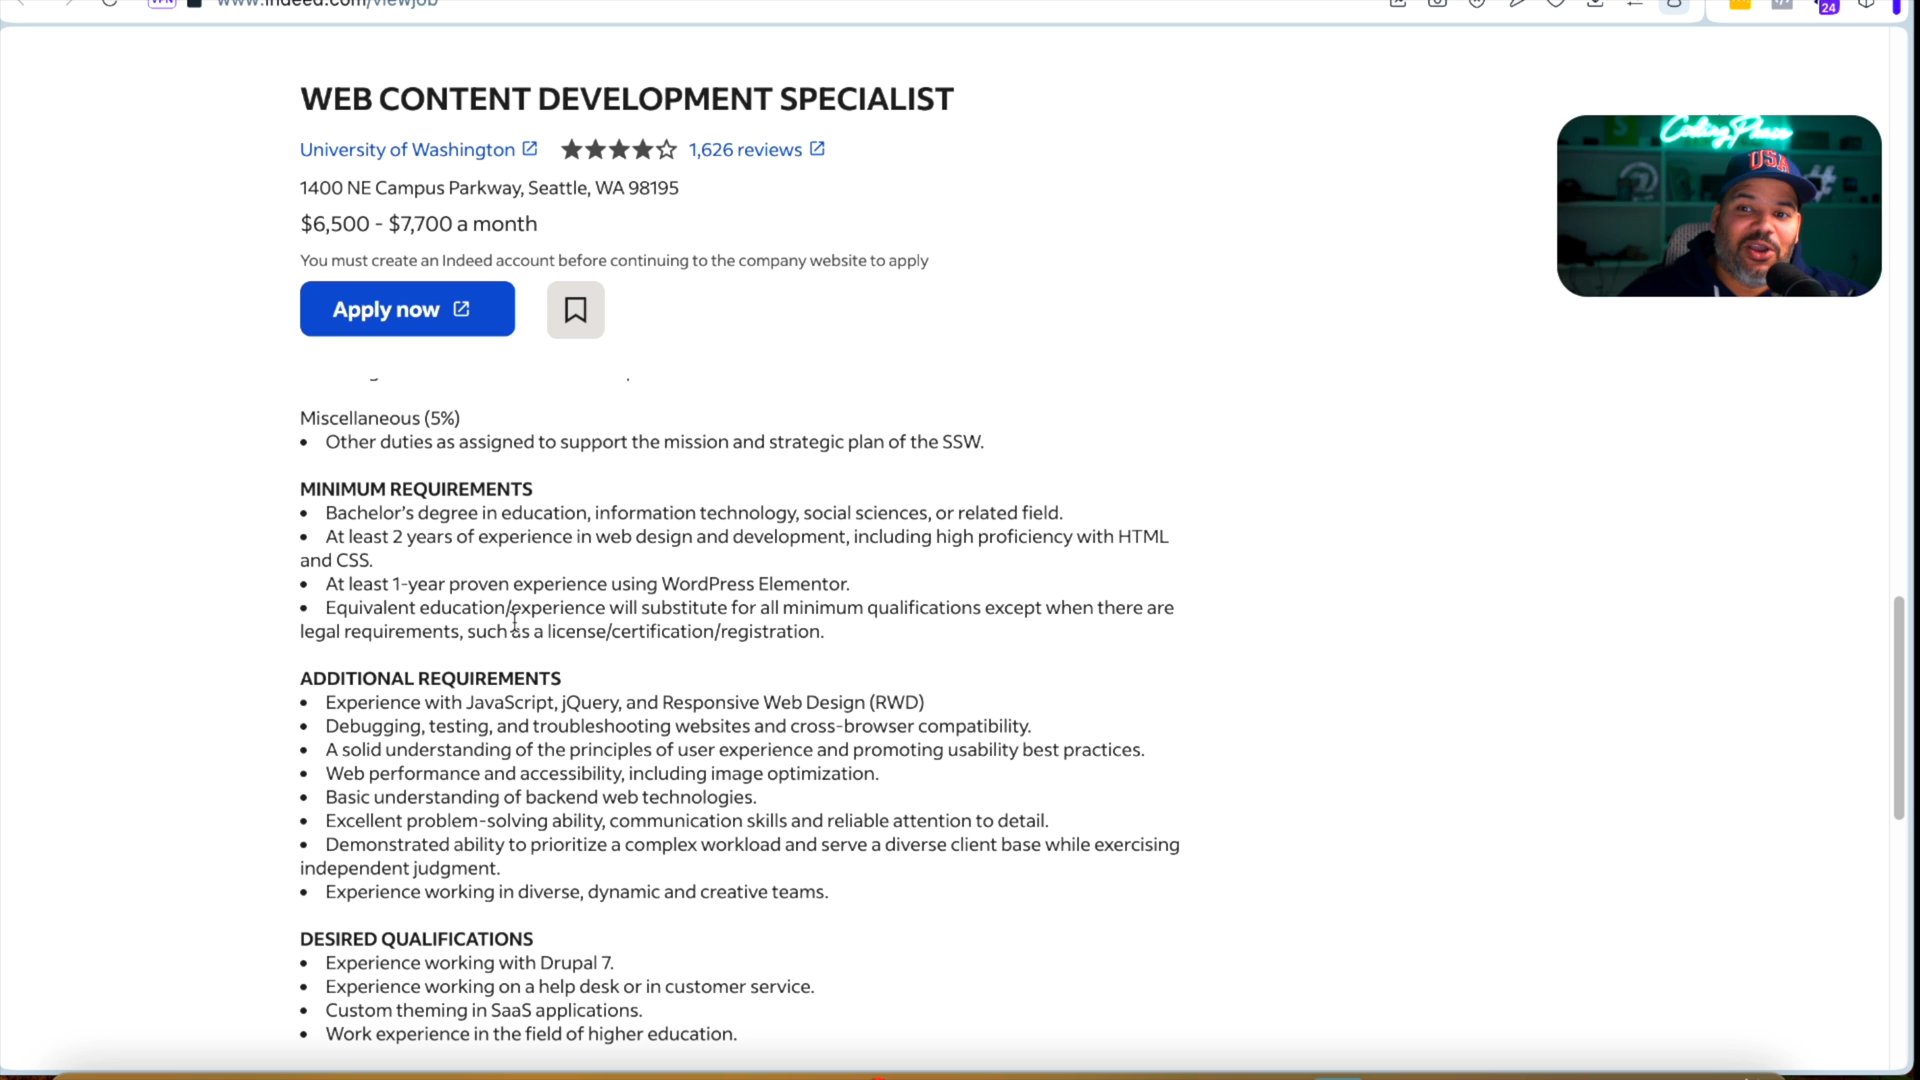 www.indeed.com/viewjob
24
WEB CONTENT DEVELOPMENT SPECIALIST
University of Washington
1,626 reviews
1400 NE Campus Parkway, Seattle, WA 98195
$6,500 - $7,700 a month
You must create an Indeed account before continuing to the company website to apply
Apply now
Coding Phase
USA
Miscellaneous (5%)
• Other duties as assigned to support the mission and strategic plan of the SSW.
MINIMUM REQUIREMENTS
• Bachelor's degree in education, information technology, social sciences, or related field.
• At least 2 years of experience in web design and development, including high proficiency with HTML
and CSS.
• At least 1-year proven experience using WordPress Elementor.
• Equivalent education/experience will substitute for all minimum qualifications except when there are
legal requirements, such as a license/certification/registration.
ADDITIONAL REQUIREMENTS
• Experience with JavaScript, jQuery, and Responsive Web Design (RWD)
• Debugging, testing, and troubleshooting websites and cross-browser compatibility.
• A solid understanding of the principles of user experience and promoting usability best practices.
• Web performance and accessibility, including image optimization.
• Basic understanding of backend web technologies.
• Excellent problem-solving ability, communication skills and reliable attention to detail.
• Demonstrated ability to prioritize a complex workload and serve a diverse client base while exercising
independent judgment.
• Experience working in diverse, dynamic and creative teams.
DESIRED QUALIFICATIONS
• Experience working with Drupal 7.
• Experience working on a help desk or in customer service.
• Custom theming in SaaS applications.
• Work experience in the field of higher education.